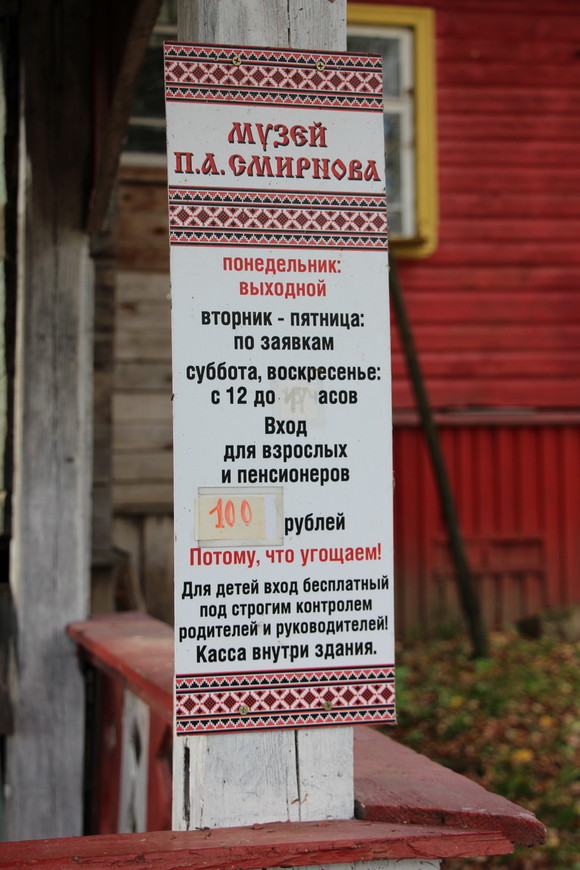 МУЗЕЙ
П.А.СМИРНОВА
понедельник:
выходной
вторник - пятница:
по заявкам
суббота, воскресенье:
с 12 до часов
Вход
для взрослых
и пенсионеров
100 рублей
Потому, что угощаем!
Для детей вход бесплатный
под строгим контролем
родителей и руководителей!
Касса внутри здания.